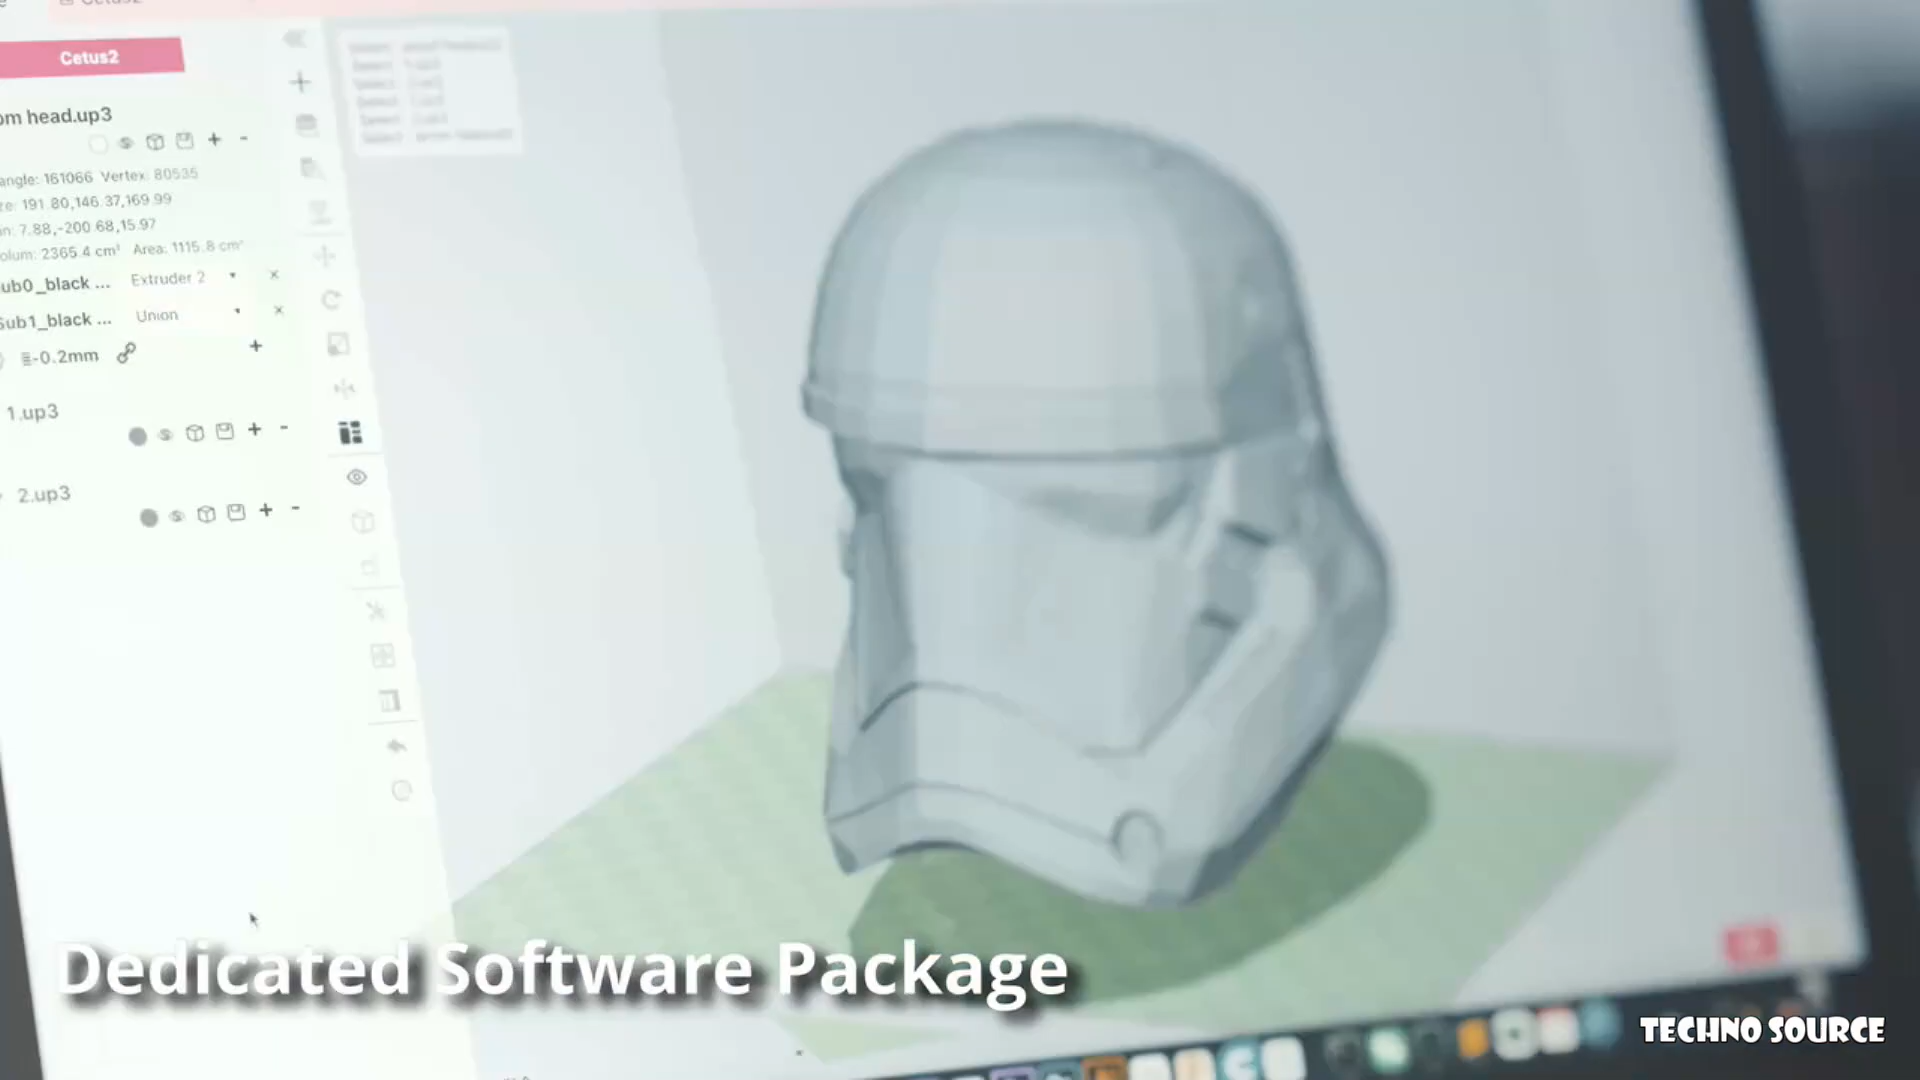 Cetus2
om head.up3
angle: 161066 Vertex: 80535
ze: 191.80,146.37,169.99
n: 7.88,-200.68,15.97
olum: 2365.4 cm³ Area: 1115.8 cm²
ub0_black ... Extruder 2
Sub1_black ... Union
-0.2mm
1.up3
2.up3
Dedicated Software Package
TECHNO SOURCE